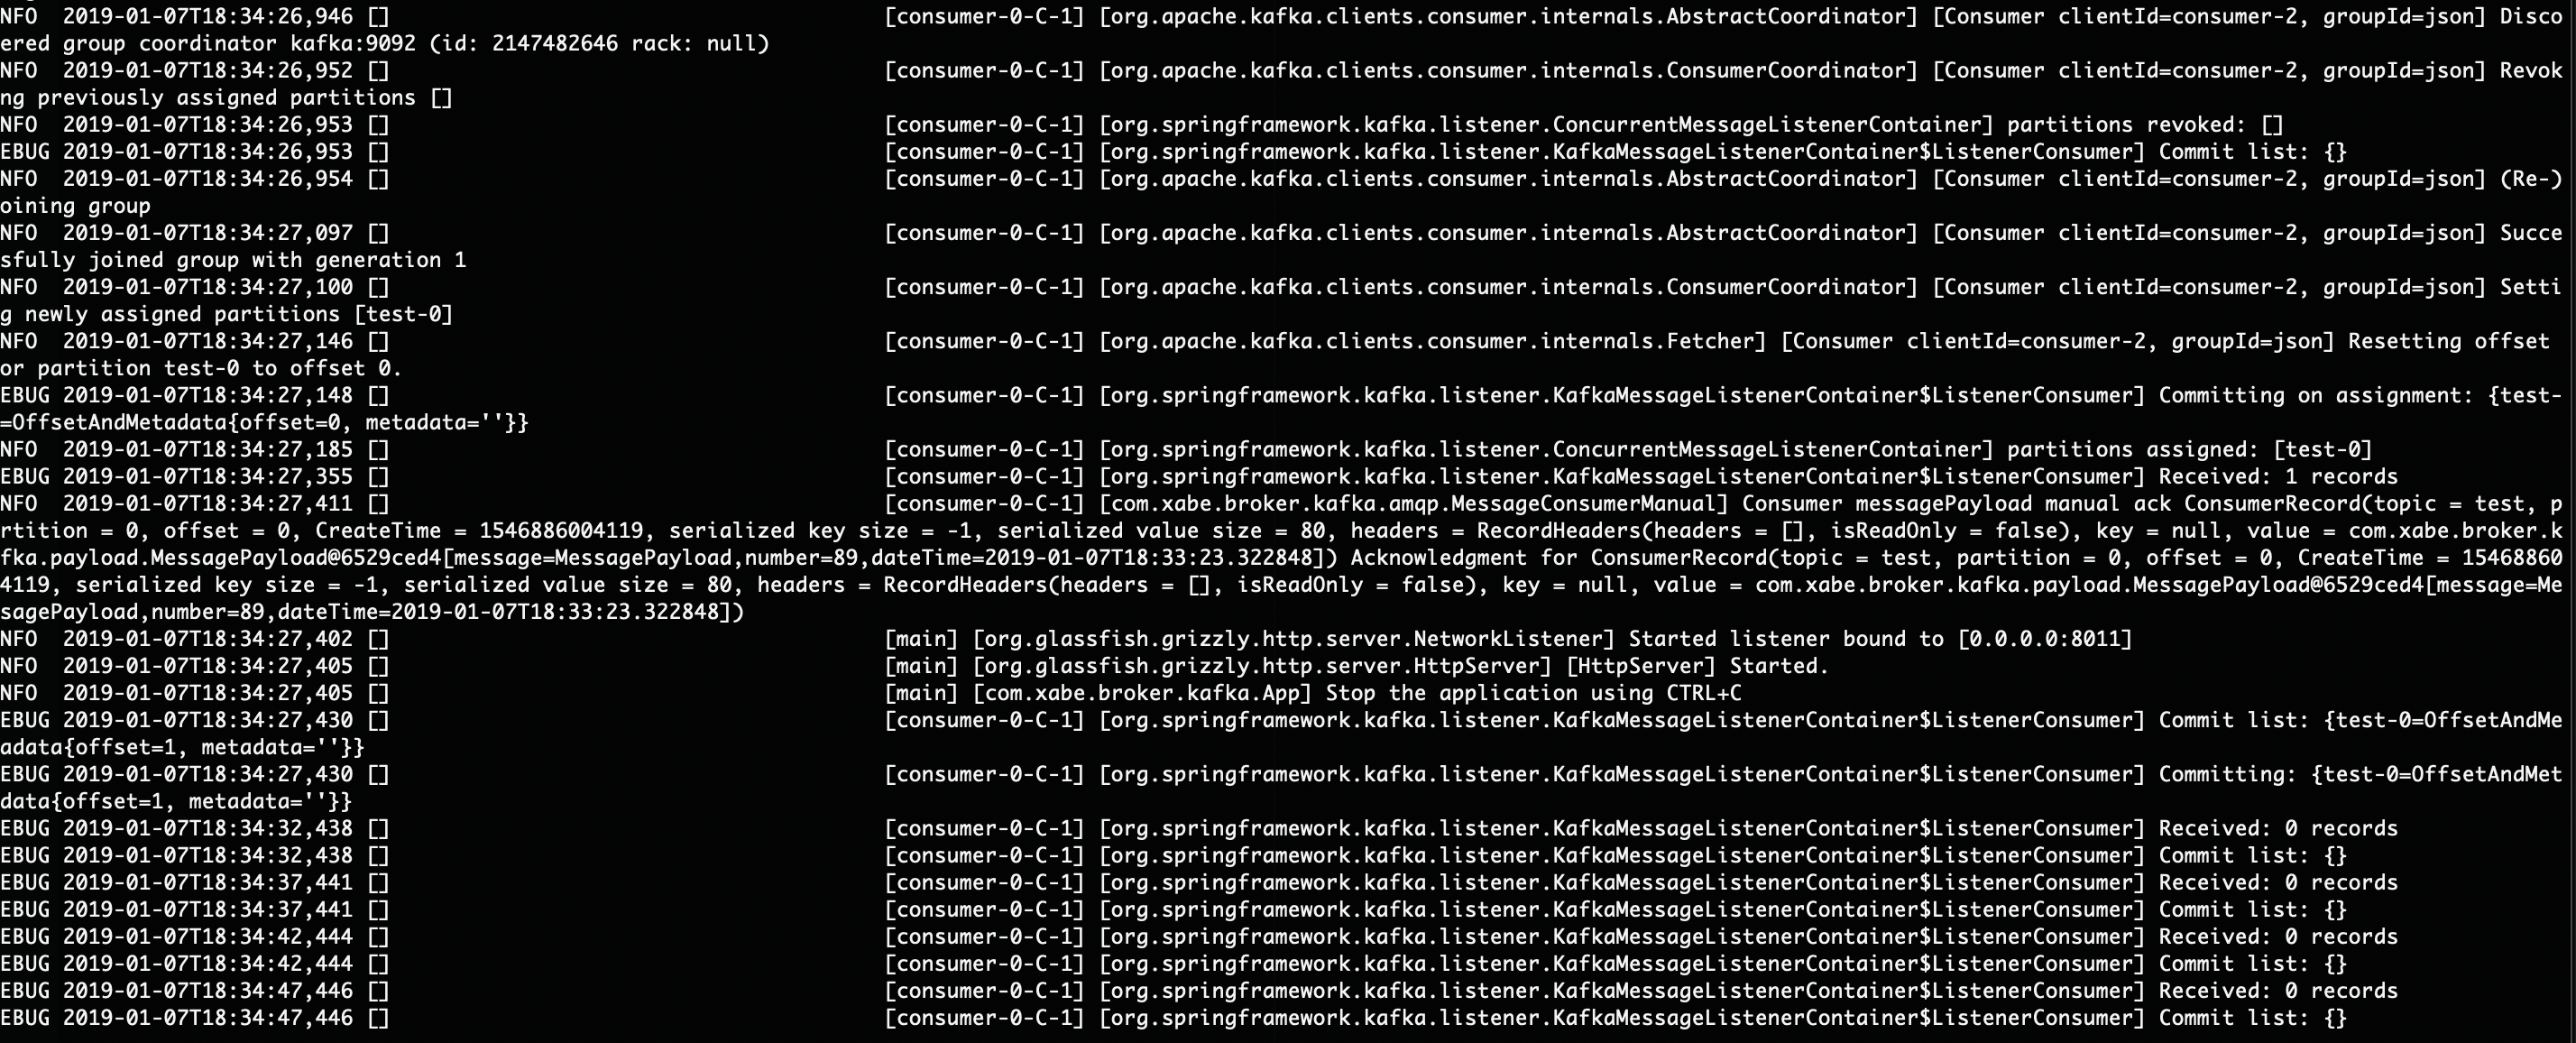 NFO  2019-01-07T18:34:26,946 [] [consumer-0-C-1] [org.apache.kafka.clients.consumer.internals.AbstractCoordinator] [Consumer clientId=consumer-2, groupId=json] Disco
ered group coordinator kafka:9092 (id: 2147482646 rack: null)
NFO  2019-01-07T18:34:26,952 [] [consumer-0-C-1] [org.apache.kafka.clients.consumer.internals.ConsumerCoordinator] [Consumer clientId=consumer-2, groupId=json] Revok
ng previously assigned partitions []
NFO  2019-01-07T18:34:26,953 [] [consumer-0-C-1] [org.springframework.kafka.listener.ConcurrentMessageListenerContainer] partitions revoked: []
EBUG 2019-01-07T18:34:26,953 [] [consumer-0-C-1] [org.springframework.kafka.listener.KafkaMessageListenerContainer$ListenerConsumer] Commit list: {}
NFO  2019-01-07T18:34:26,954 [] [consumer-0-C-1] [org.apache.kafka.clients.consumer.internals.AbstractCoordinator] [Consumer clientId=consumer-2, groupId=json] (Re-)
oining group
NFO  2019-01-07T18:34:27,097 [] [consumer-0-C-1] [org.apache.kafka.clients.consumer.internals.AbstractCoordinator] [Consumer clientId=consumer-2, groupId=json] Succe
sfully joined group with generation 1
NFO  2019-01-07T18:34:27,100 [] [consumer-0-C-1] [org.apache.kafka.clients.consumer.internals.ConsumerCoordinator] [Consumer clientId=consumer-2, groupId=json] Setti
g newly assigned partitions [test-0]
NFO  2019-01-07T18:34:27,146 [] [consumer-0-C-1] [org.apache.kafka.clients.consumer.internals.Fetcher] [Consumer clientId=consumer-2, groupId=json] Resetting offset
or partition test-0 to offset 0.
EBUG 2019-01-07T18:34:27,148 [] [consumer-0-C-1] [org.springframework.kafka.listener.KafkaMessageListenerContainer$ListenerConsumer] Committing on assignment: {test-
=OffsetAndMetadata{offset=0, metadata=''}}
NFO  2019-01-07T18:34:27,185 [] [consumer-0-C-1] [org.springframework.kafka.listener.ConcurrentMessageListenerContainer] partitions assigned: [test-0]
EBUG 2019-01-07T18:34:27,355 [] [consumer-0-C-1] [org.springframework.kafka.listener.KafkaMessageListenerContainer$ListenerConsumer] Received: 1 records
NFO  2019-01-07T18:34:27,411 [] [consumer-0-C-1] [com.xabe.broker.kafka.amqp.MessageConsumerManual] Consumer messagePayload manual ack ConsumerRecord(topic = test, p
rtition = 0, offset = 0, CreateTime = 1546886004119, serialized key size = -1, serialized value size = 80, headers = RecordHeaders(headers = [], isReadOnly = false), key = null, value = com.xabe.broker.k
fka.payload.MessagePayload@6529ced4[message=MessagePayload,number=89,dateTime=2019-01-07T18:33:23.322848]) Acknowledgment for ConsumerRecord(topic = test, partition = 0, offset = 0, CreateTime = 15468860
4119, serialized key size = -1, serialized value size = 80, headers = RecordHeaders(headers = [], isReadOnly = false), key = null, value = com.xabe.broker.kafka.payload.MessagePayload@6529ced4[message=Me
sagePayload,number=89,dateTime=2019-01-07T18:33:23.322848])
NFO  2019-01-07T18:34:27,402 [] [main] [org.glassfish.grizzly.http.server.NetworkListener] Started listener bound to [0.0.0.0:8011]
NFO  2019-01-07T18:34:27,405 [] [main] [org.glassfish.grizzly.http.server.HttpServer] [HttpServer] Started.
NFO  2019-01-07T18:34:27,405 [] [main] [com.xabe.broker.kafka.App] Stop the application using CTRL+C
EBUG 2019-01-07T18:34:27,430 [] [consumer-0-C-1] [org.springframework.kafka.listener.KafkaMessageListenerContainer$ListenerConsumer] Commit list: {test-0=OffsetAndMe
adata{offset=1, metadata=''}}
EBUG 2019-01-07T18:34:27,430 [] [consumer-0-C-1] [org.springframework.kafka.listener.KafkaMessageListenerContainer$ListenerConsumer] Committing: {test-0=OffsetAndMet
data{offset=1, metadata=''}}
EBUG 2019-01-07T18:34:32,438 [] [consumer-0-C-1] [org.springframework.kafka.listener.KafkaMessageListenerContainer$ListenerConsumer] Received: 0 records
EBUG 2019-01-07T18:34:32,438 [] [consumer-0-C-1] [org.springframework.kafka.listener.KafkaMessageListenerContainer$ListenerConsumer] Commit list: {}
EBUG 2019-01-07T18:34:37,441 [] [consumer-0-C-1] [org.springframework.kafka.listener.KafkaMessageListenerContainer$ListenerConsumer] Received: 0 records
EBUG 2019-01-07T18:34:37,441 [] [consumer-0-C-1] [org.springframework.kafka.listener.KafkaMessageListenerContainer$ListenerConsumer] Commit list: {}
EBUG 2019-01-07T18:34:42,444 [] [consumer-0-C-1] [org.springframework.kafka.listener.KafkaMessageListenerContainer$ListenerConsumer] Received: 0 records
EBUG 2019-01-07T18:34:42,444 [] [consumer-0-C-1] [org.springframework.kafka.listener.KafkaMessageListenerContainer$ListenerConsumer] Commit list: {}
EBUG 2019-01-07T18:34:47,446 [] [consumer-0-C-1] [org.springframework.kafka.listener.KafkaMessageListenerContainer$ListenerConsumer] Received: 0 records
EBUG 2019-01-07T18:34:47,446 [] [consumer-0-C-1] [org.springframework.kafka.listener.KafkaMessageListenerContainer$ListenerConsumer] Commit list: {}